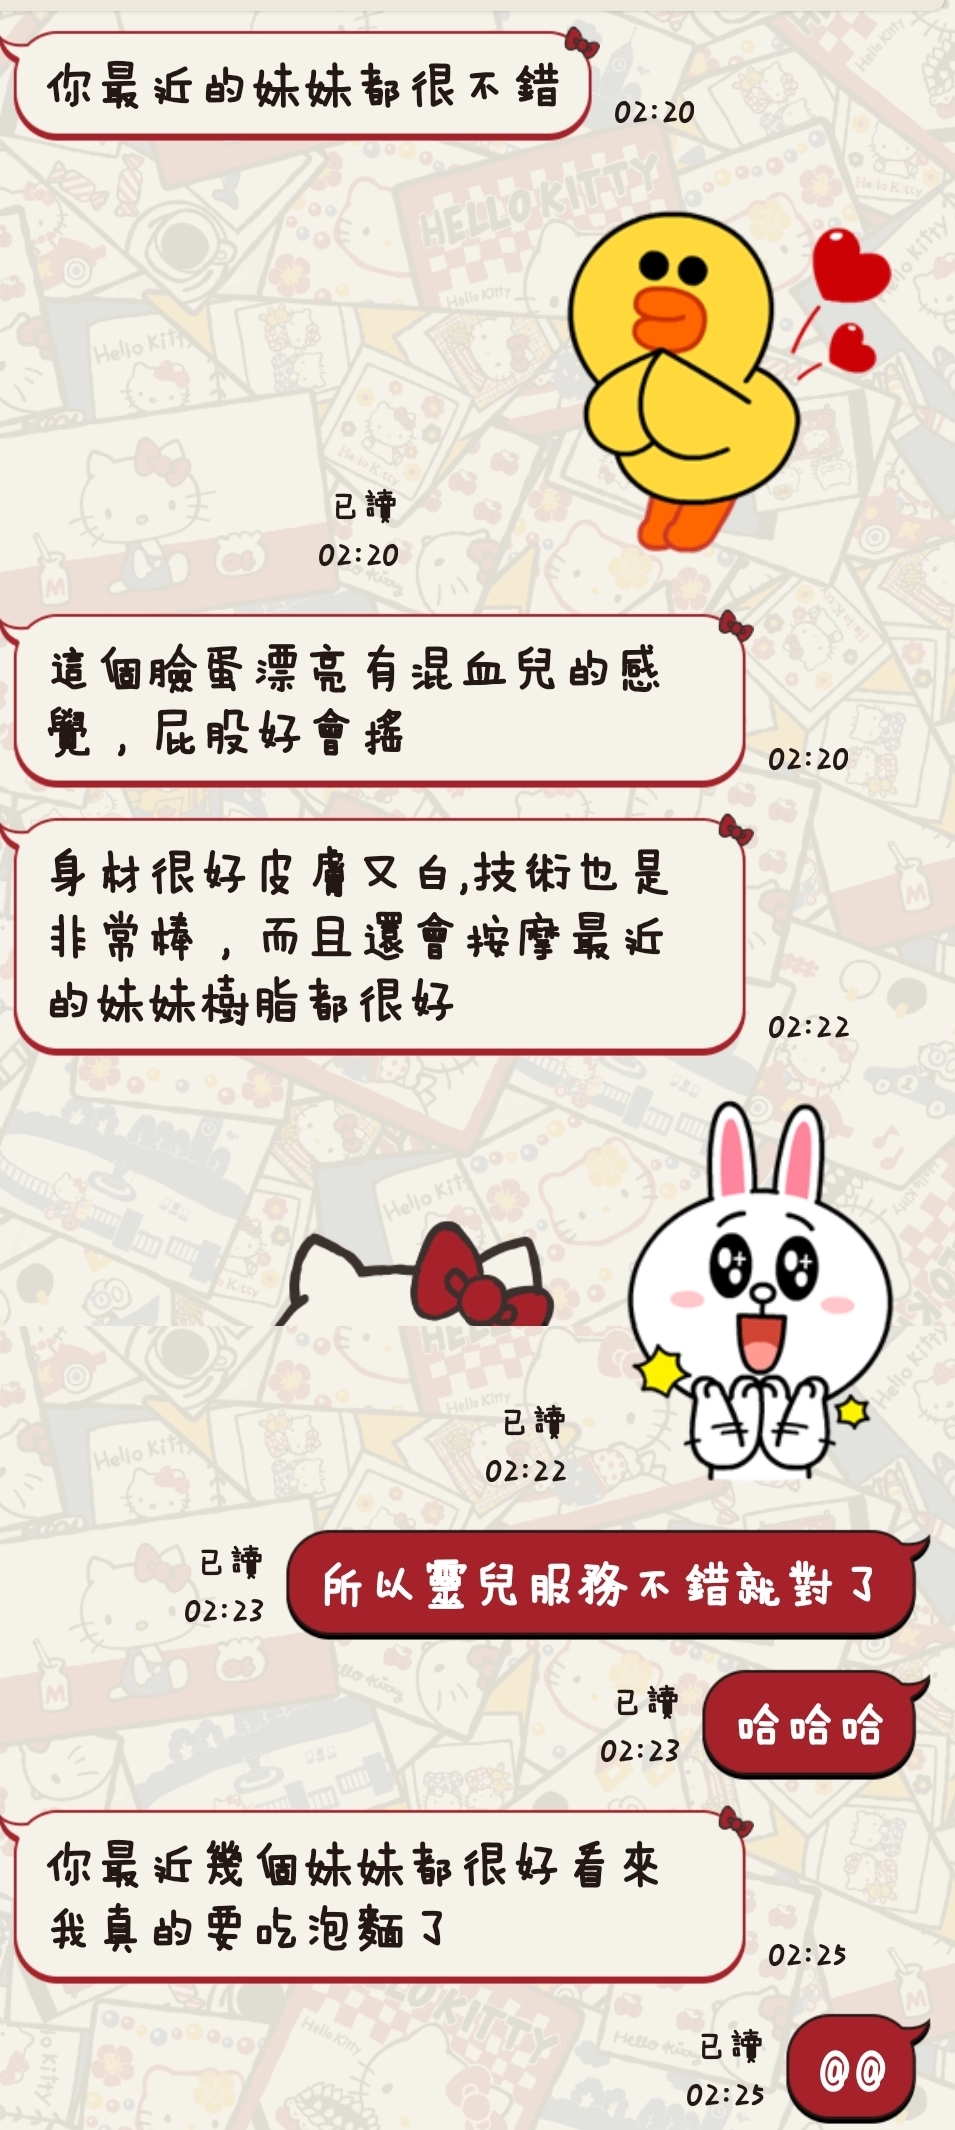 你最近的妹妹都很不錯
02:20
已讀
02:20
這個臉蛋漂亮有混血兒的感
覺，屁股好會搖
02:20
身材很好皮膚又白,技術也是
非常棒，而且還會按摩最近
的妹妹樹脂都很好
02:22
已讀
02:22
所以靈兒服務不錯就對了
已讀
02:23
哈哈哈
已讀
02:23
你最近幾個妹妹都很好看來
我真的要吃泡麵了
02:25
@@
已讀
02:25
HELLO KITTY
Hello Kitty